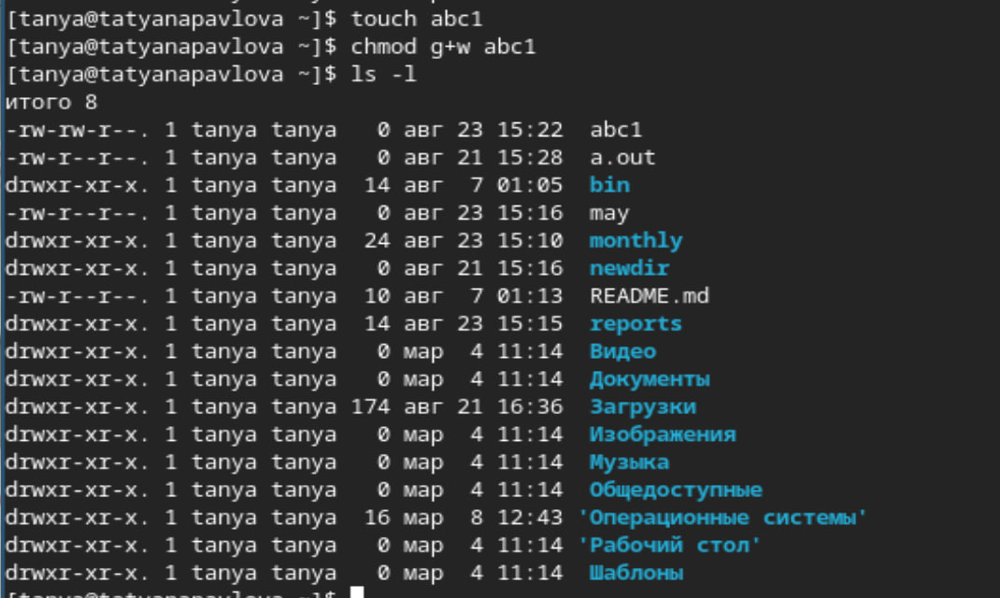 [tanya@tatyanapavlova ~]$ touch abc1
[tanya@tatyanapavlova ~]$ chmod g+w abc1
[tanya@tatyanapavlova ~]$ ls -l
итого 8
-rw-rw-r--. 1 tanya tanya   0 авг 23 15:22  abc1
-rw-r--r--. 1 tanya tanya   0 авг 21 15:28  a.out
drwxr-xr-x. 1 tanya tanya  14 авг  7 01:05  bin
-rw-r--r--. 1 tanya tanya   0 авг 23 15:16  may
drwxr-xr-x. 1 tanya tanya  24 авг 23 15:10  monthly
drwxr-xr-x. 1 tanya tanya   0 авг 21 15:16  newdir
-rw-r--r--. 1 tanya tanya  10 авг  7 01:13  README.md
drwxr-xr-x. 1 tanya tanya  14 авг 23 15:15  reports
drwxr-xr-x. 1 tanya tanya   0 мар  4 11:14  Видео
drwxr-xr-x. 1 tanya tanya   0 мар  4 11:14  Документы
drwxr-xr-x. 1 tanya tanya 174 авг 21 16:36  Загрузки
drwxr-xr-x. 1 tanya tanya   0 мар  4 11:14  Изображения
drwxr-xr-x. 1 tanya tanya   0 мар  4 11:14  Музыка
drwxr-xr-x. 1 tanya tanya   0 мар  4 11:14  Общедоступные
drwxr-xr-x. 1 tanya tanya  16 мар  8 12:43 'Операционные системы'
drwxr-xr-x. 1 tanya tanya   0 мар  4 11:14 'Рабочий стол'
drwxr-xr-x. 1 tanya tanya   0 мар  4 11:14  Шаблоны
[tanya@tatyanapavlova ~]$